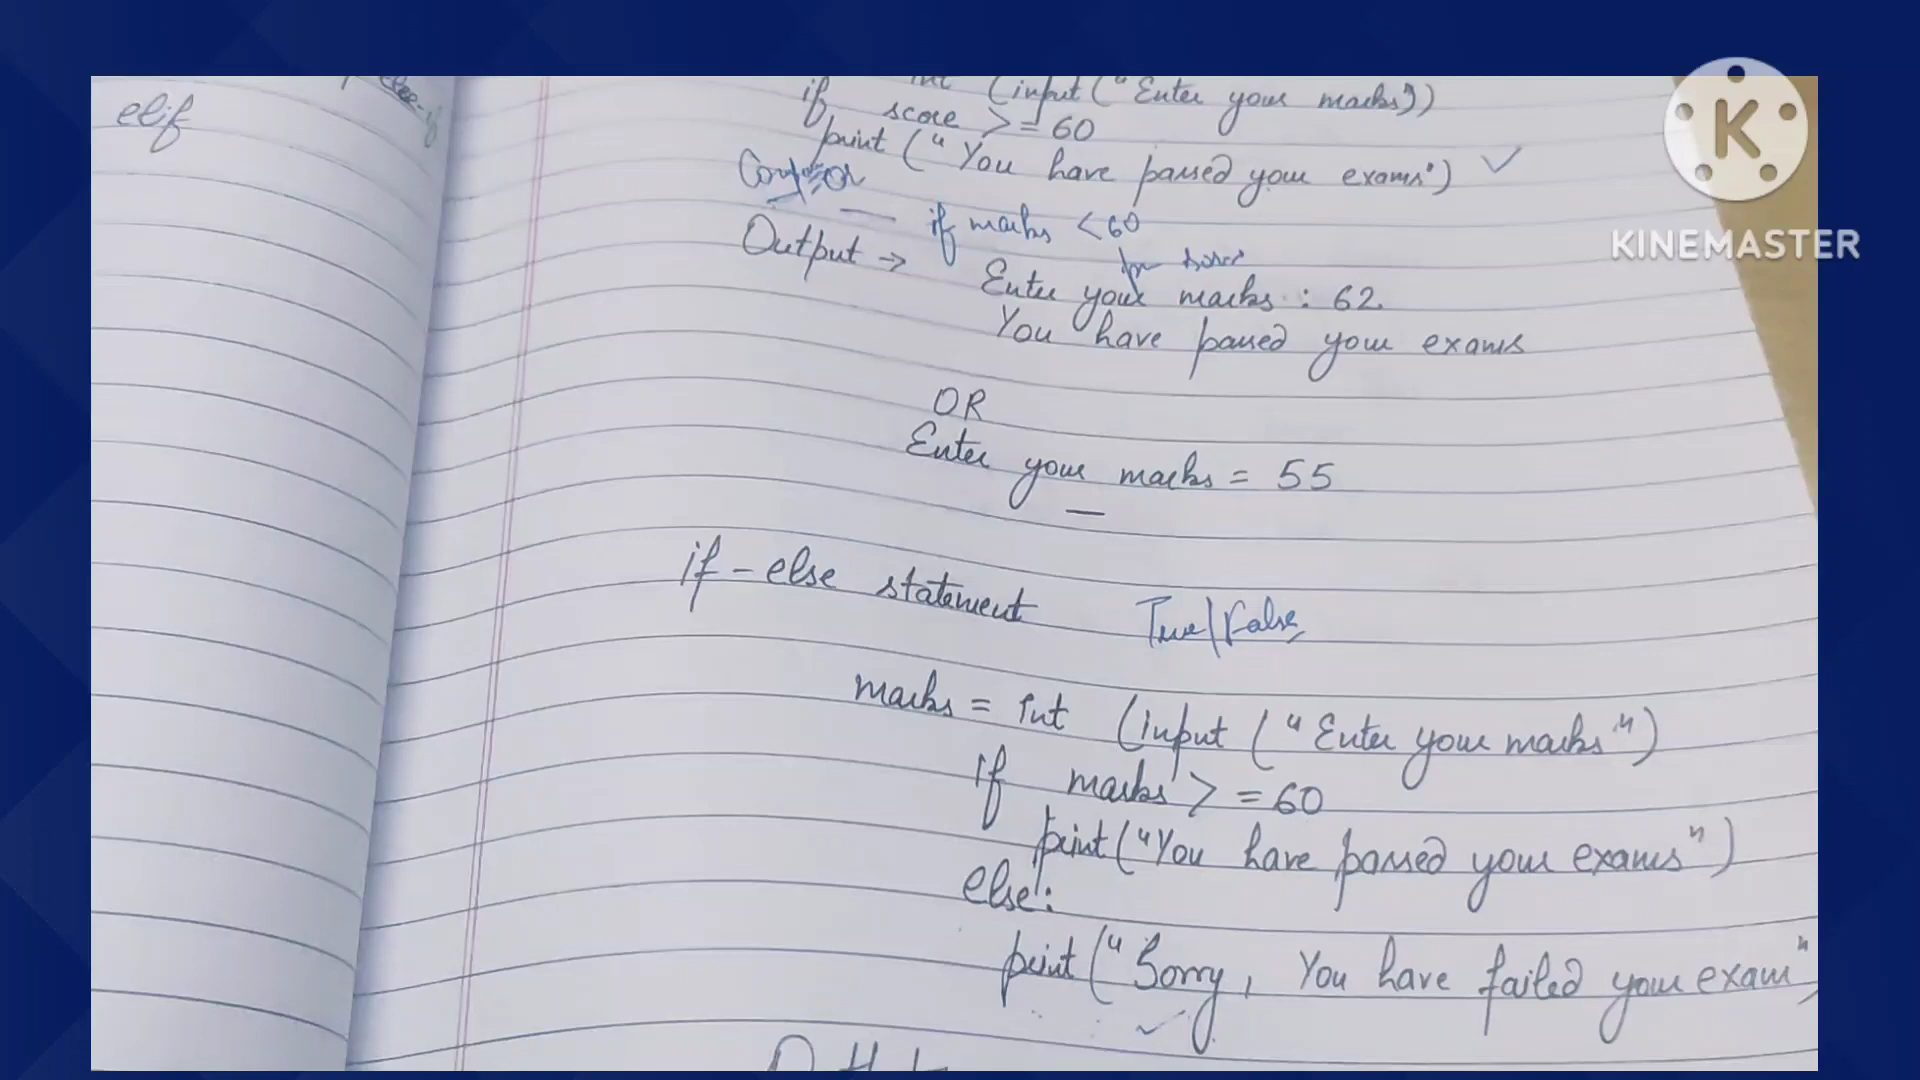 elif
else-if
int (input ("Enter your marks"))
if score >= 60
print ("You have passed your exams")
if marks < 60
Output →
Enter your marks : 62.
You have passed your exams
OR
Enter your marks = 55
if - else statement True|False
marks = int (input ("Enter your marks")
if marks > = 60
print ("You have passed your exams")
else:
print ("Sorry, You have failed your exam"
K
KINEMASTER